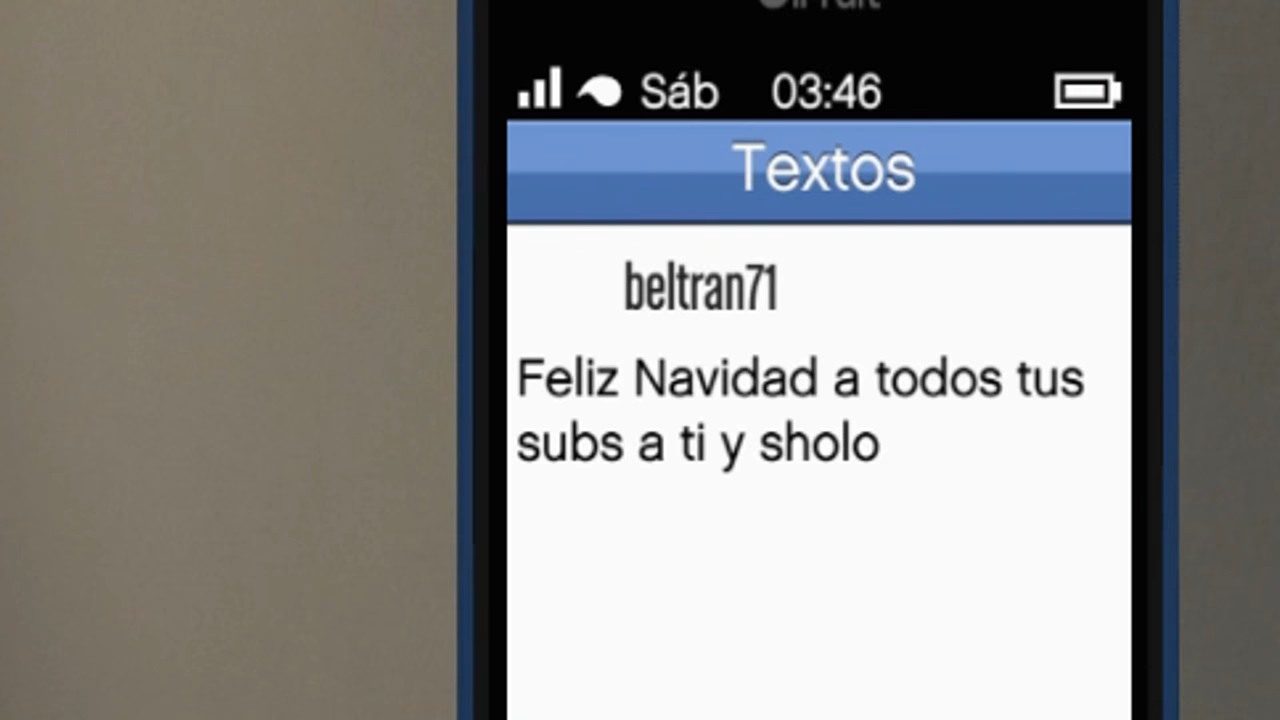 Sáb 03:46
Textos
beltran71
Feliz Navidad a todos tus
subs a ti y sholo